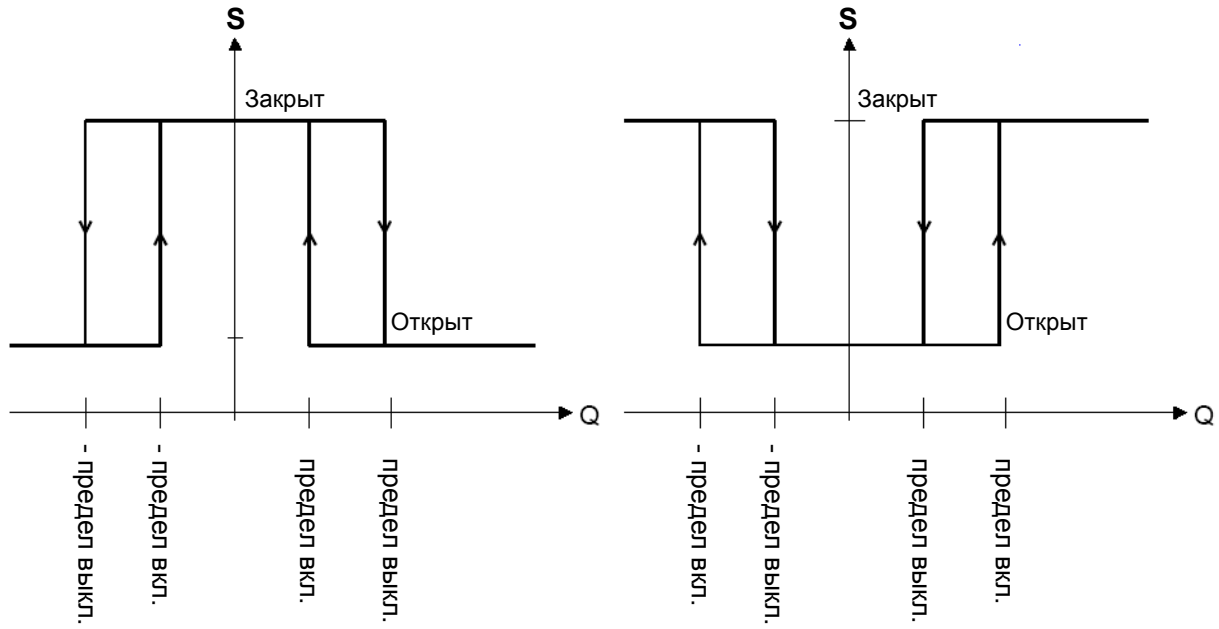 S
Закрыт
Открыт
Q
- предел выкл.
- предел вкл.
предел вкл.
предел выкл.
S
Закрыт
Открыт
Q
- предел вкл.
- предел выкл.
предел выкл.
предел вкл.